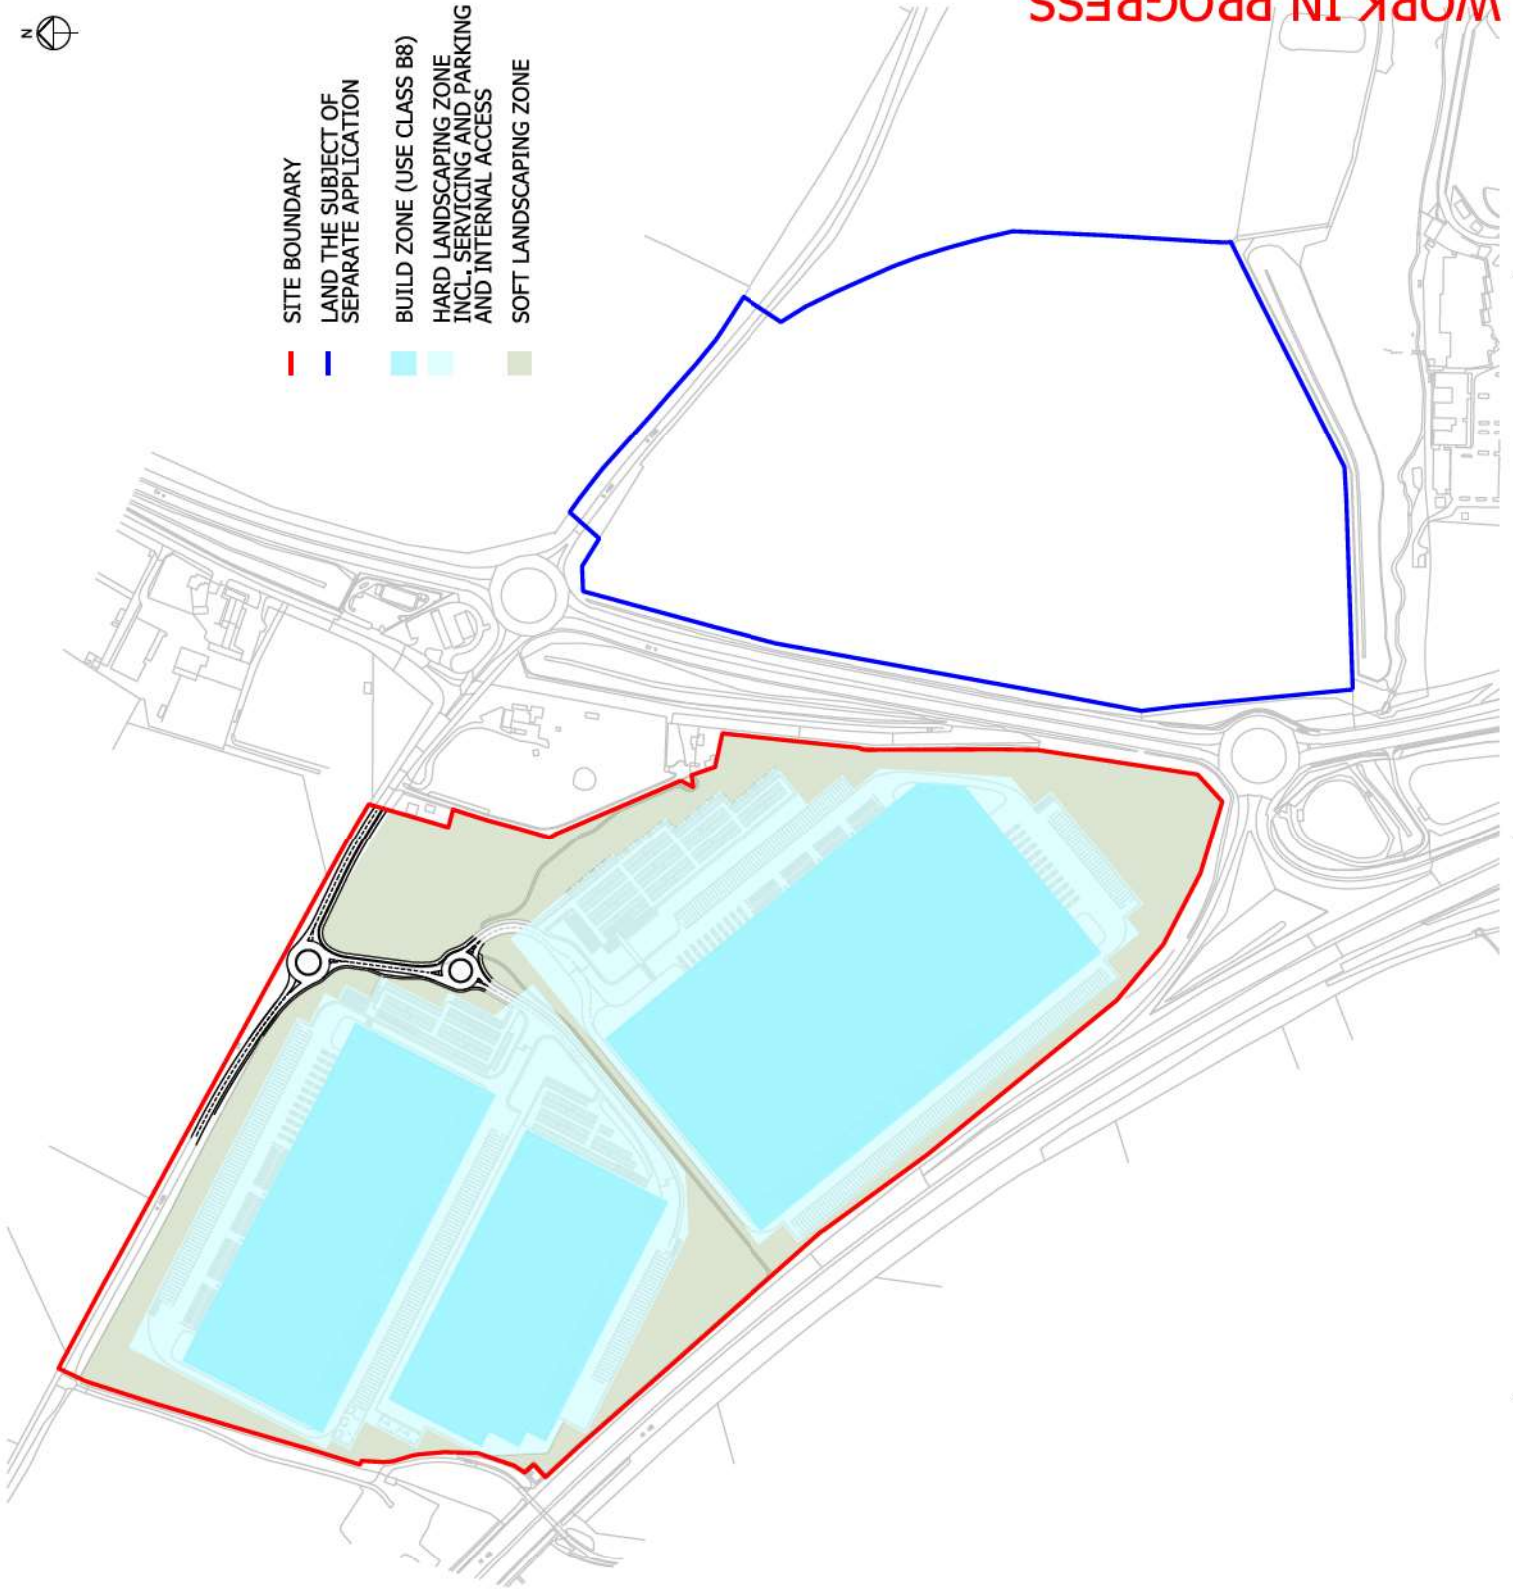 WORK IN PROGRESS
N
SITE BOUNDARY
LAND THE SUBJECT OF
SEPARATE APPLICATION
BUILD ZONE (USE CLASS B8)
HARD LANDSCAPING ZONE
INCL. SERVICING AND PARKING
AND INTERNAL ACCESS
SOFT LANDSCAPING ZONE